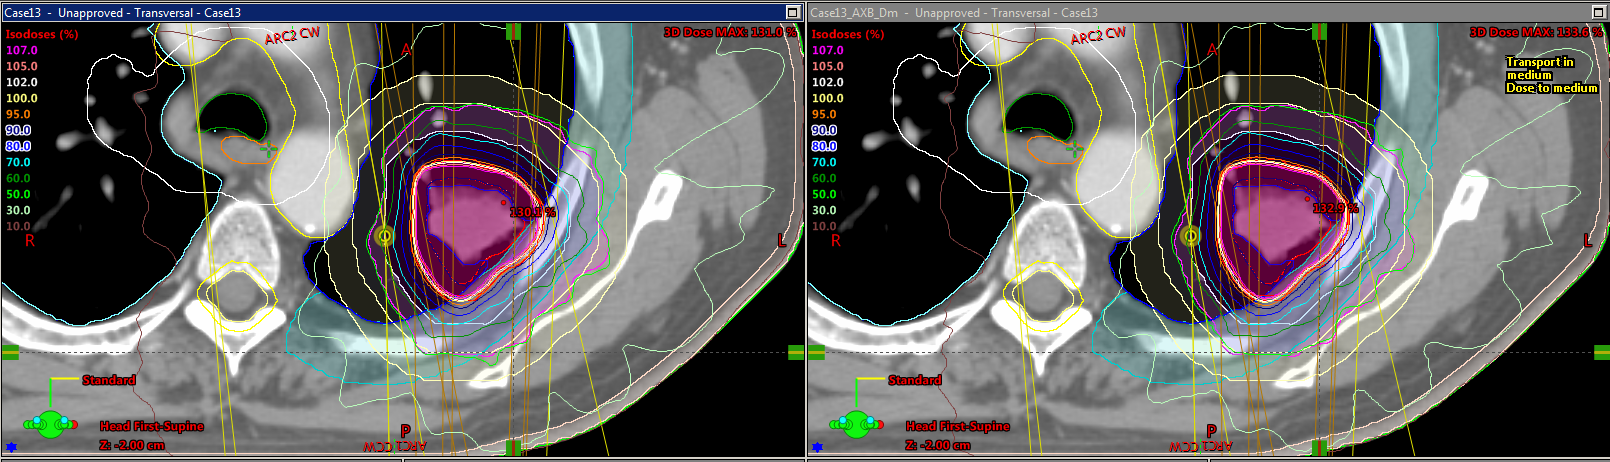 Case13 - Unapproved - Transversal - Case13
Isodoses (%)
107.0
105.0
102.0
100.0
95.0
90.0
80.0
70.0
60.0
50.0
30.0
10.0
ARC2 CW
A
3D Dose MAX: 131.0 %
130.1 %
R
L
Standard
Head First-Supine
Z: -2.00 cm
P
ARC1 CCW
Case13_AXB_Dm - Unapproved - Transversal - Case13
Isodoses (%)
107.0
105.0
102.0
100.0
95.0
90.0
80.0
70.0
60.0
50.0
30.0
10.0
ARC2 CW
A
3D Dose MAX: 133.6 %
Transport in
medium
Dose to medium
132.9 %
R
L
Standard
Head First-Supine
Z: -2.00 cm
P
ARC1 CCW